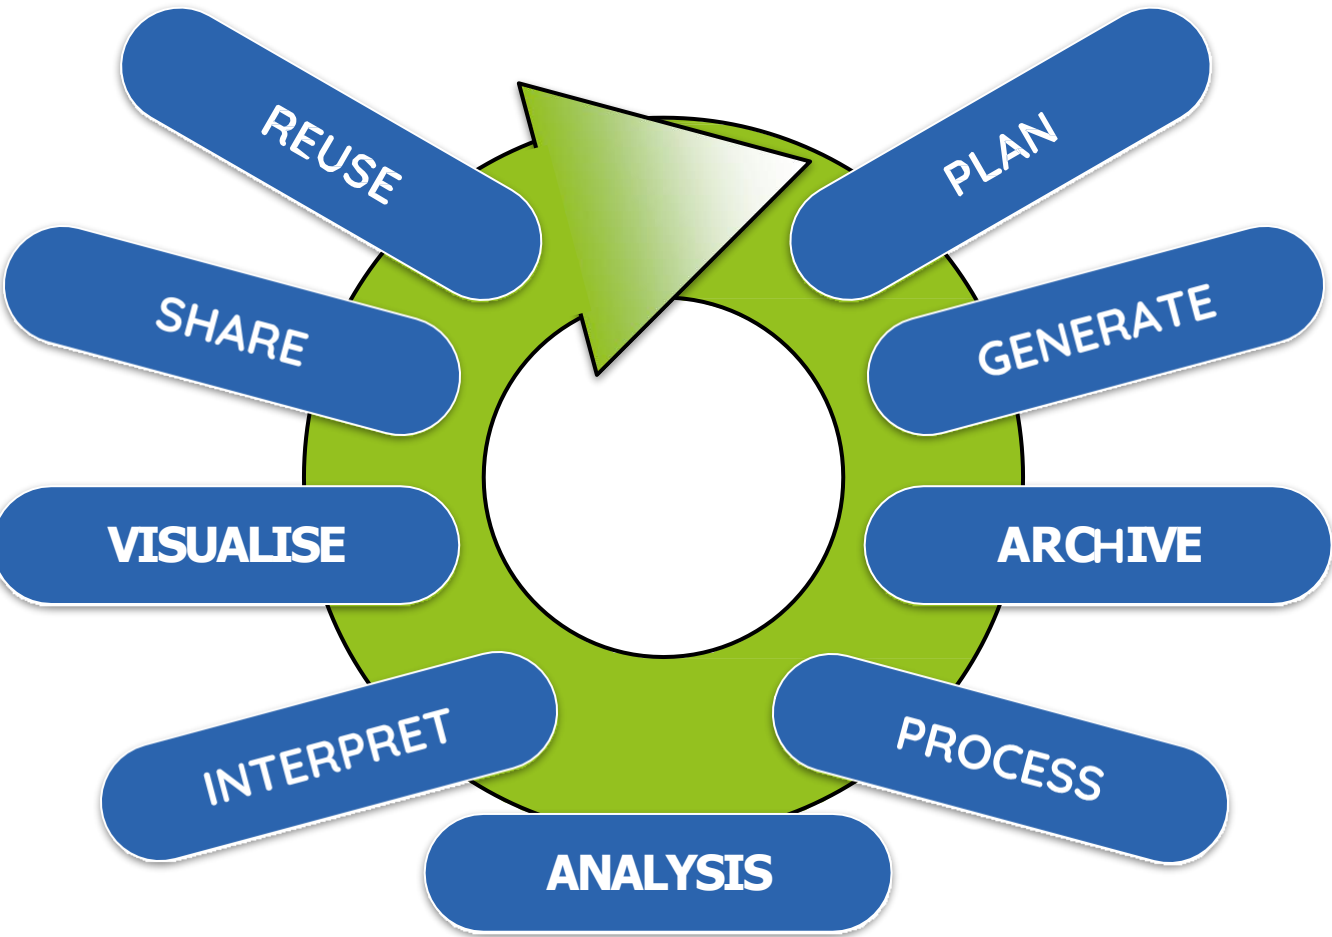 PLAN
GENERATE
ARCHIVE
PROCESS
ANALYSIS
INTERPRET
VISUALISE
SHARE
REUSE